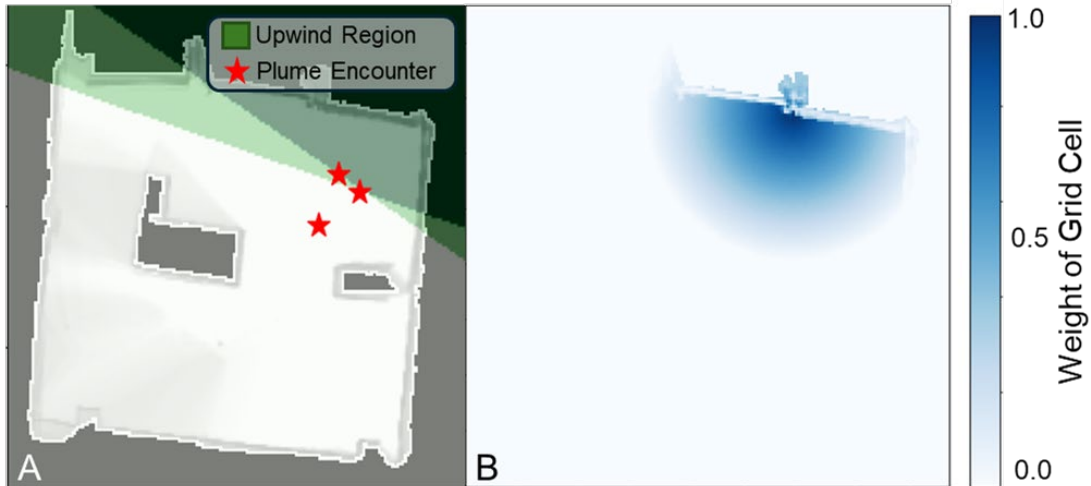 Upwind Region
Plume Encounter
A
B
1.0
0.5
0.0
Weight of Grid Cell